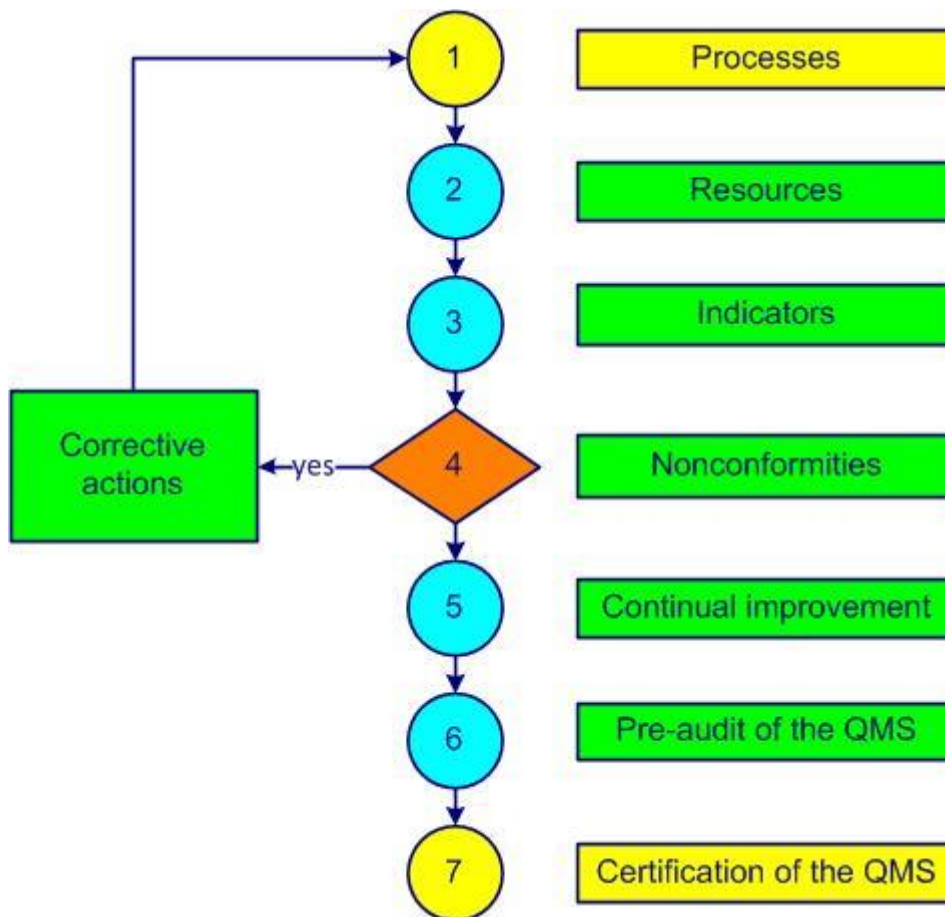 1
Processes
2
Resources
3
Indicators
Corrective
actions
yes
4
Nonconformities
5
Continual improvement
6
Pre-audit of the QMS
7
Certification of the QMS